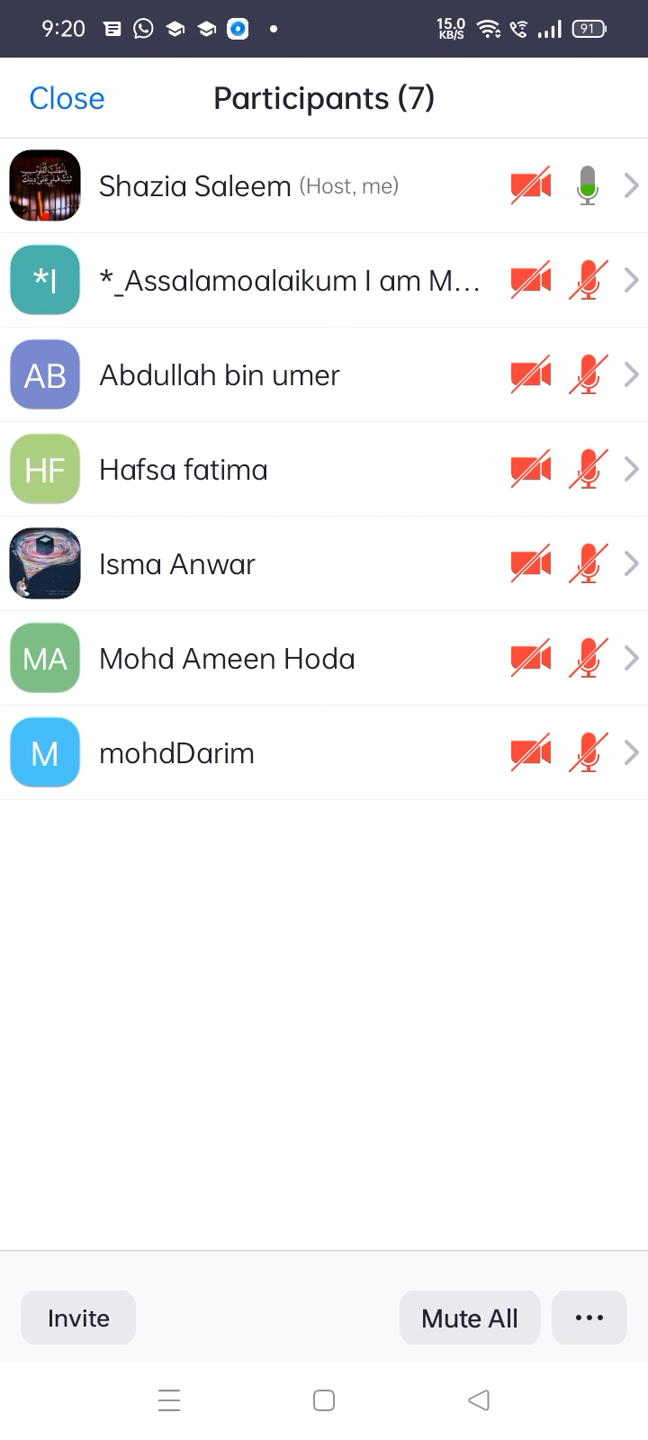 9:20
15.0
KB/S
91
Close
Participants (7)
Shazia Saleem (Host, me)
*I
*_Assalamoalaikum I am M...
AB
Abdullah bin umer
HF
Hafsa fatima
Isma Anwar
MA
Mohd Ameen Hoda
M
mohdDarim
Invite
Mute All